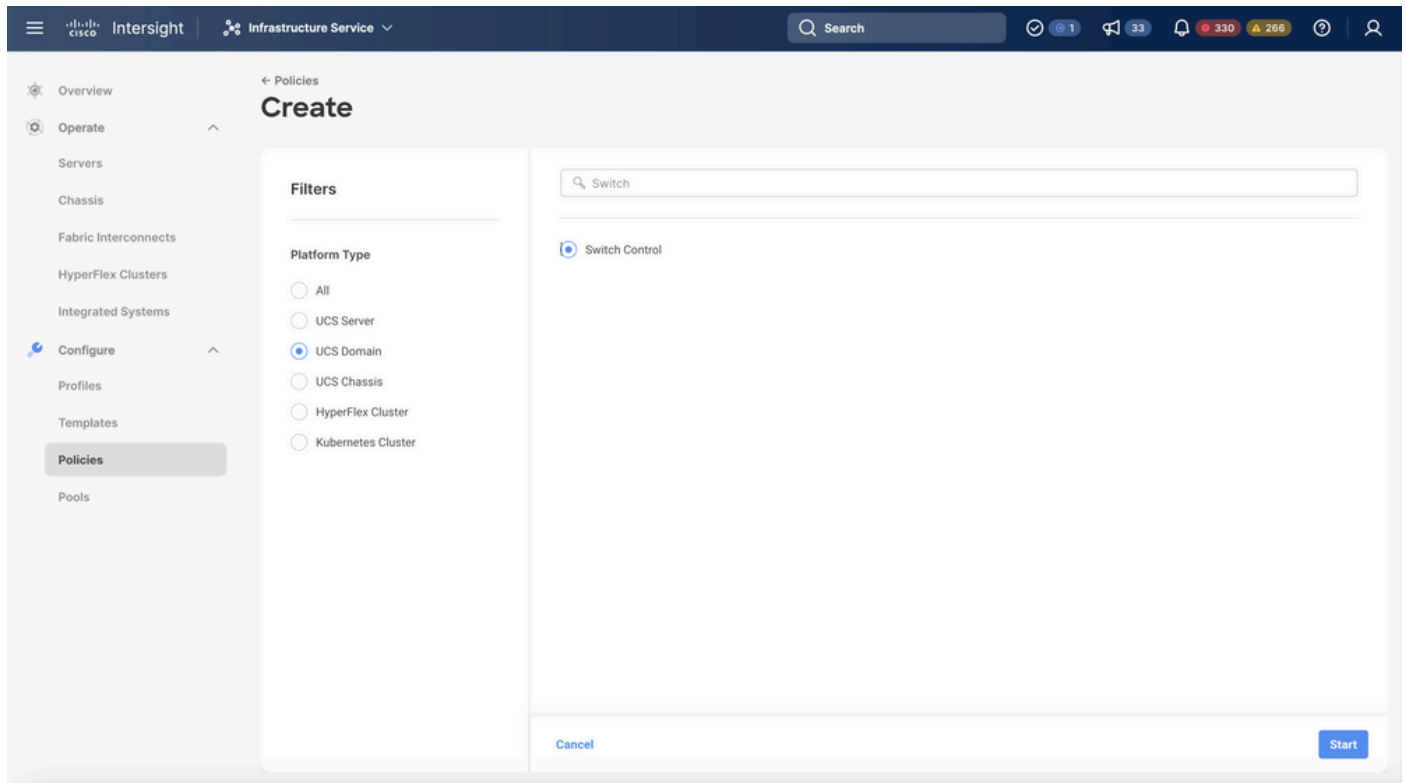 cisco Intersight Infrastructure Service Search 1 33 330 266
Overview
Operate
Servers
Chassis
Fabric Interconnects
HyperFlex Clusters
Integrated Systems
Configure
Profiles
Templates
Policies
Pools
← Policies
Create
Filters
Platform Type
All
UCS Server
UCS Domain
UCS Chassis
HyperFlex Cluster
Kubernetes Cluster
Switch
Switch Control
Cancel
Start